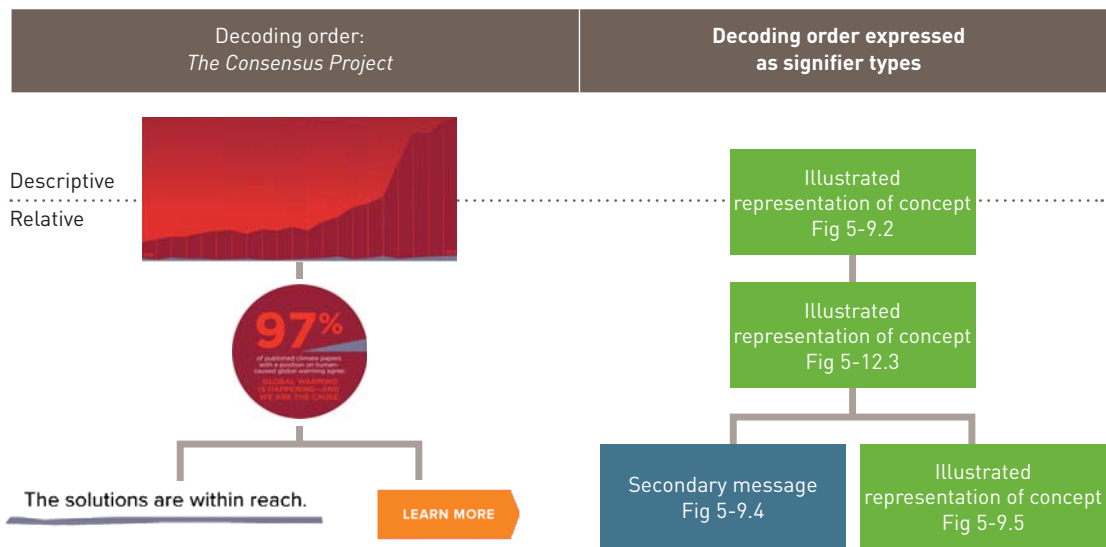 Decoding order:
The Consensus Project
Decoding order expressed
as signifier types
Descriptive
Relative
97%
of published climate papers
with a position on human-
caused global warming agree:
GLOBAL WARMING
IS HAPPENING—AND
WE ARE THE CAUSE.
The solutions are within reach.
LEARN MORE
Illustrated
representation of concept
Fig 5-9.2
Illustrated
representation of concept
Fig 5-12.3
Secondary message
Fig 5-9.4
Illustrated
representation of concept
Fig 5-9.5